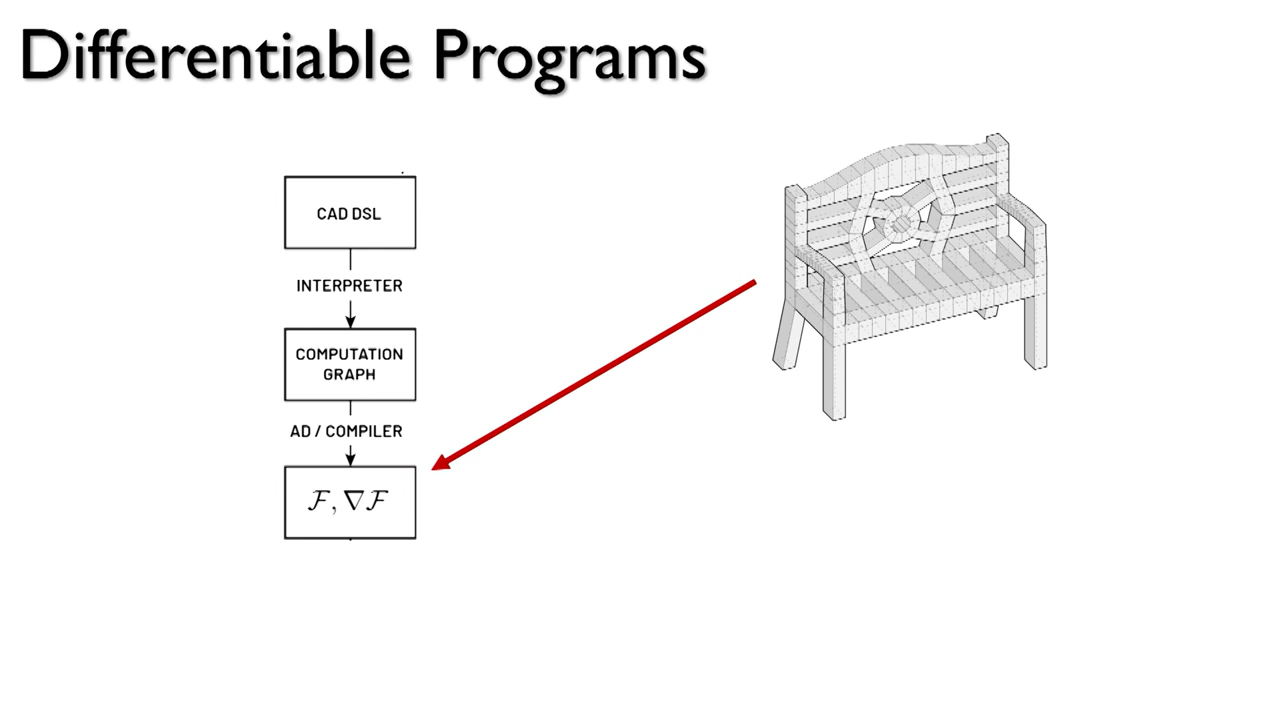 Differentiable Programs
CAD DSL
INTERPRETER
COMPUTATION
GRAPH
AD / COMPILER
ℱ, ∇ℱ